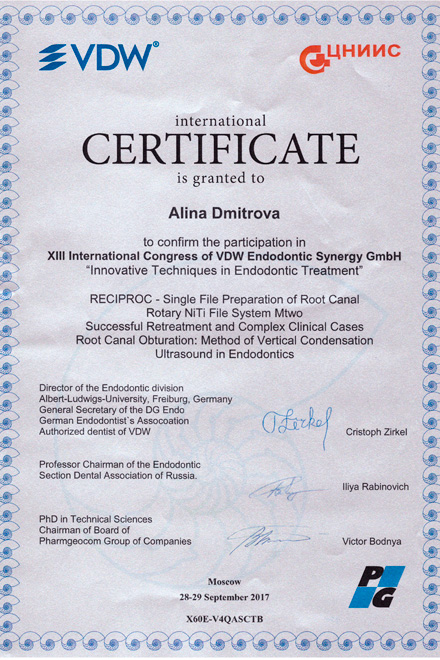 VDW®
ЦНИИС
international
CERTIFICATE
is granted to
Alina Dmitrova
to confirm the participation in
XIII International Congress of VDW Endodontic Synergy GmbH
“Innovative Techniques in Endodontic Treatment”
RECIPROC - Single File Preparation of Root Canal
Rotary NiTi File System Mtwo
Successful Retreatment and Complex Clinical Cases
Root Canal Obturation: Method of Vertical Condensation
Ultrasound in Endodontics
Director of the Endodontic division
Albert-Ludwigs-University, Freiburg, Germany
General Secretary of the DG Endo
German Endodontist`s Assocoation
Authorized dentist of VDW
Cristoph Zirkel
Professor Chairman of the Endodontic
Section Dental Association of Russia.
Iliya Rabinovich
PhD in Technical Sciences
Chairman of Board of
Pharmgeocom Group of Companies
Victor Bodnya
Moscow
28-29 September 2017
X60E-V4QASCTB
PG